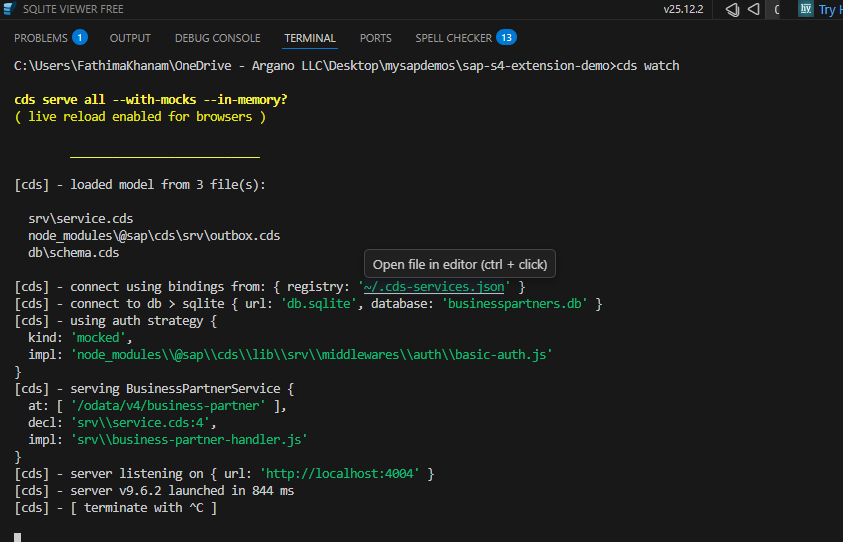 SQLITE VIEWER FREE
v25.12.2
Try
PROBLEMS 1 OUTPUT DEBUG CONSOLE TERMINAL PORTS SPELL CHECKER 13
C:\Users\FathimaKhanam\OneDrive - Argano LLC\Desktop\mysapdemos\sap-s4-extension-demo>cds watch
cds serve all --with-mocks --in-memory?
( live reload enabled for browsers )
___________________________
[cds] - loaded model from 3 file(s):
srv\service.cds
node_modules\@sap\cds\srv\outbox.cds
db\schema.cds
Open file in editor (ctrl + click)
[cds] - connect using bindings from: { registry: '~/.cds-services.json' }
[cds] - connect to db > sqlite { url: 'db.sqlite', database: 'businesspartners.db' }
[cds] - using auth strategy {
kind: 'mocked',
impl: 'node_modules\\@sap\\cds\\lib\\srv\\middlewares\\auth\\basic-auth.js'
}
[cds] - serving BusinessPartnerService {
at: [ '/odata/v4/business-partner' ],
decl: 'srv\\service.cds:4',
impl: 'srv\\business-partner-handler.js'
}
[cds] - server listening on { url: 'http://localhost:4004' }
[cds] - server v9.6.2 launched in 844 ms
[cds] - [ terminate with ^C ]